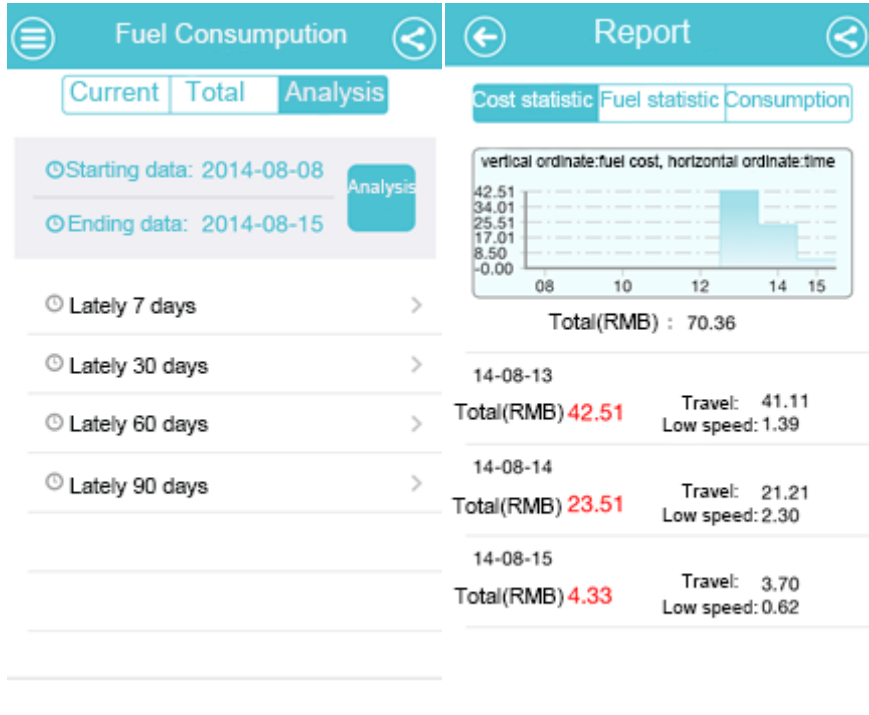 Fuel Consumpution
Current Total Analysis
Starting data: 2014-08-08
Analysis
Ending data: 2014-08-15
Lately 7 days
Lately 30 days
Lately 60 days
Lately 90 days
Report
Cost statistic Fuel statistic Consumption
vertical ordinate:fuel cost, horizontal ordinate:time
42.51
34.01
25.51
17.01
8.50
-0.00
08 10 12 14 15
Total(RMB) : 70.36
14-08-13
Total(RMB) 42.51 Travel: 41.11
Low speed: 1.39
14-08-14
Total(RMB) 23.51 Travel: 21.21
Low speed: 2.30
14-08-15
Total(RMB) 4.33 Travel: 3.70
Low speed: 0.62